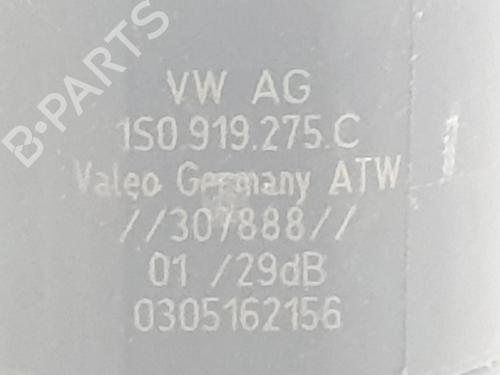 B-PARTS
VW AG
1S0.919.275.C
Valeo Germany ATW
//307888//
01 /29dB
0305162156